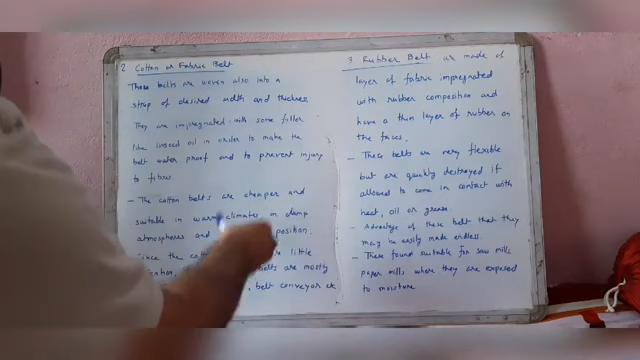 2 Cotton or Fabric Belt
These belts are woven also into a
strap of desired width and thickness
They are impregnated with some filler
like linseed oil in order to make the
belt water proof and to prevent injury
to fibres
- The cotton belts are cheaper and
suitable in warm climates in damp
atmospheres and position.
Since the little
belts are mostly
, belt conveyor etc
3 Rubber Belt are made of
layer of fabric impregnated
with rubber composition and
have a thin layer of rubber on
the faces.
- These belts are very flexible
but are quickly destroyed if
allowed to come in contact with
heat, oil or grease.
- Advantage of these belt that they
may be easily made endless.
- These found suitable for saw mills
paper mills where they are exposed
to moisture